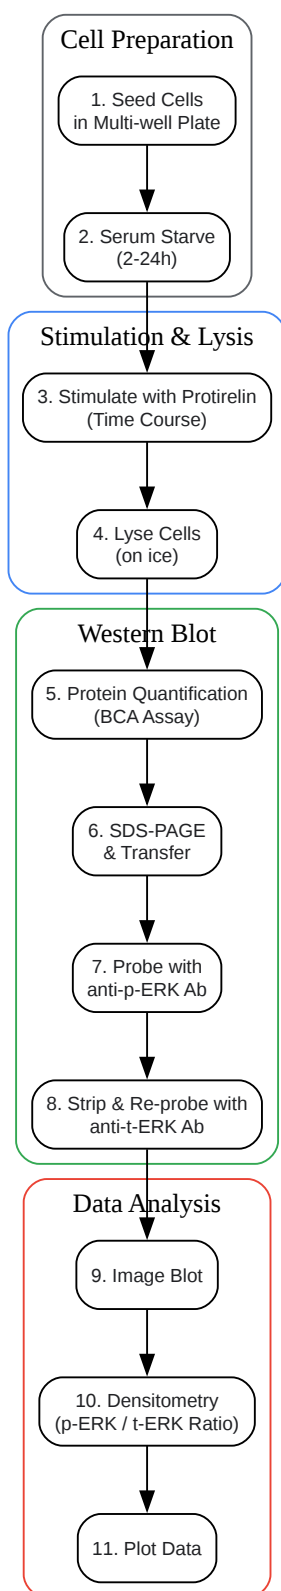 Cell Preparation
1. Seed Cells
in Multi-well Plate
2. Serum Starve
(2-24h)
Stimulation & Lysis
3. Stimulate with Protirelin
(Time Course)
4. Lyse Cells
(on ice)
Western Blot
5. Protein Quantification
(BCA Assay)
6. SDS-PAGE
& Transfer
7. Probe with
anti-p-ERK Ab
8. Strip & Re-probe with
anti-t-ERK Ab
Data Analysis
9. Image Blot
10. Densitometry
(p-ERK / t-ERK Ratio)
11. Plot Data